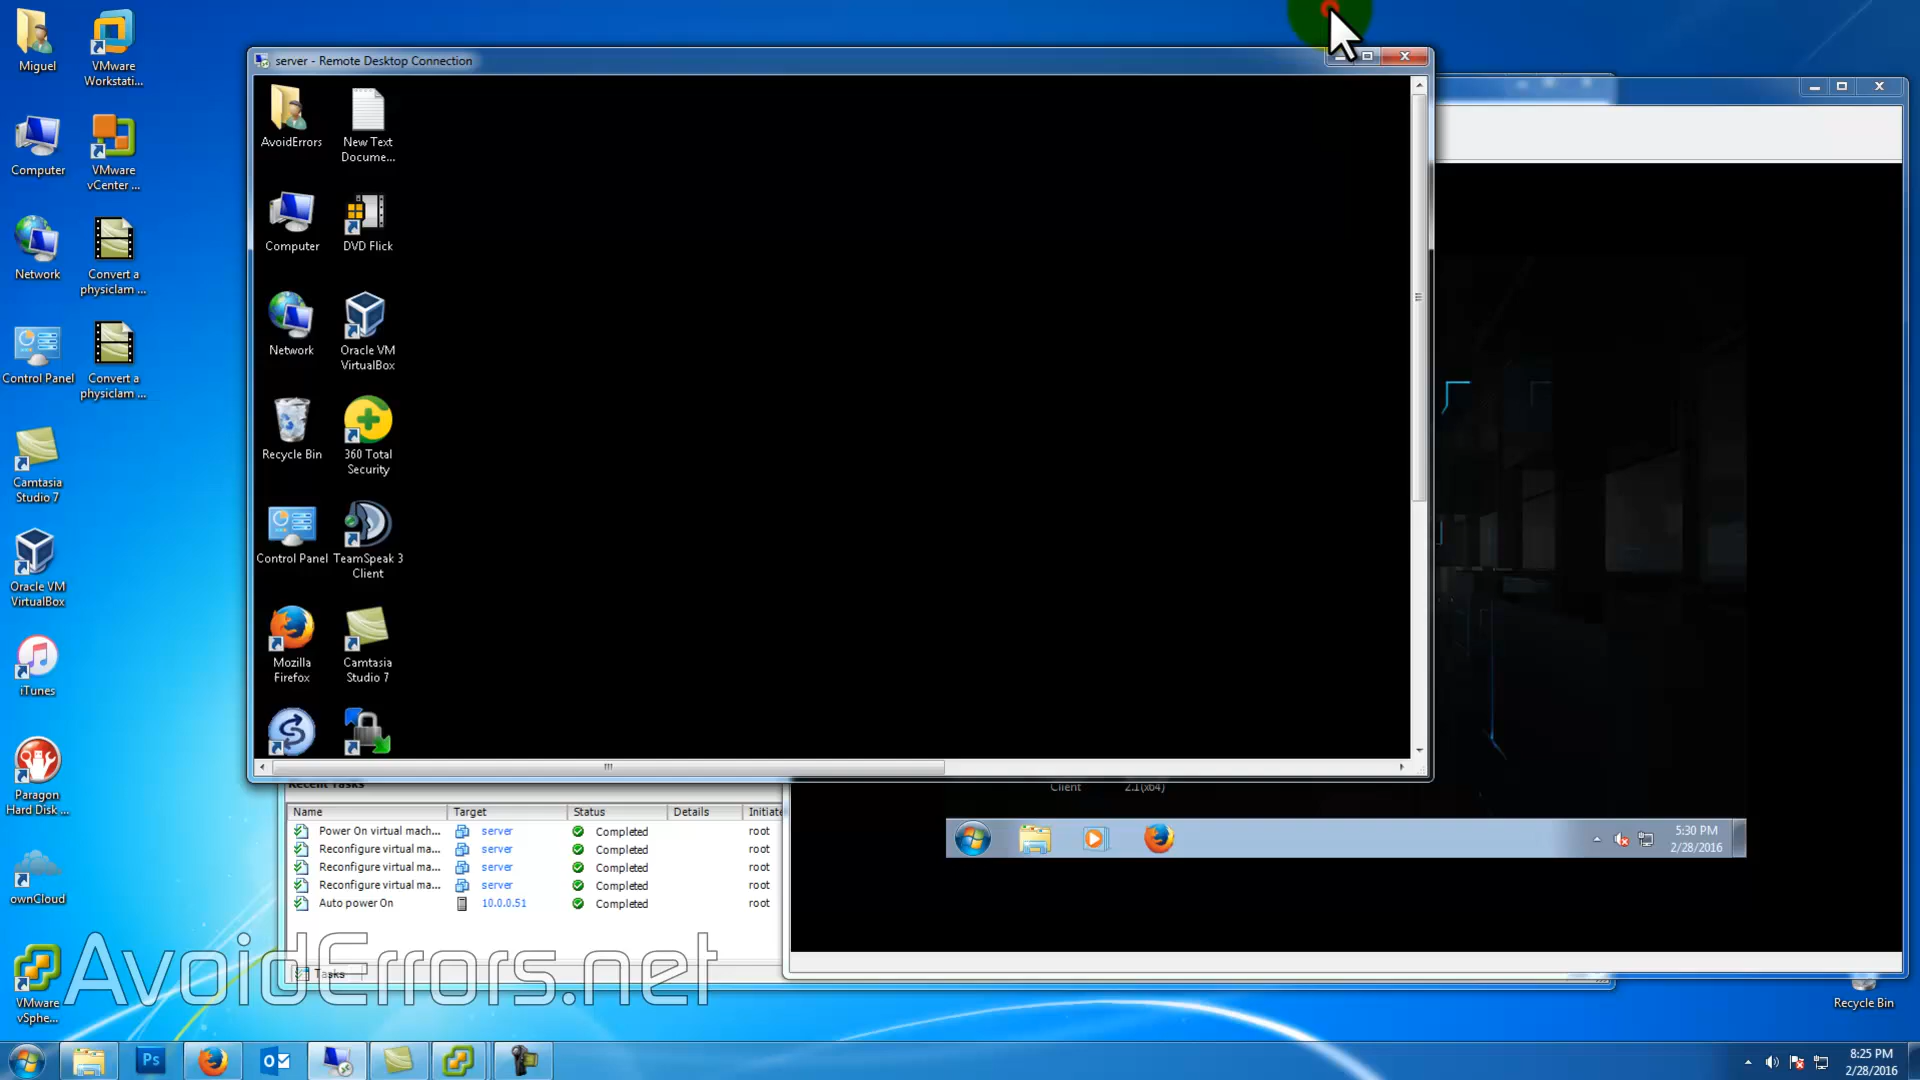 Miguel
VMware
Workstati...
Computer
VMware
vCenter ...
Network
Convert a
physiclam ...
Control Panel
Convert a
physiclam ...
Camtasia
Studio 7
Oracle VM
VirtualBox
iTunes
Paragon
Hard Disk ...
ownCloud
VMware
vSphe...
server - Remote Desktop Connection
AvoidErrors
New Text
Docume...
Computer
DVD Flick
Network
Oracle VM
VirtualBox
Recycle Bin
360 Total
Security
Control Panel
TeamSpeak 3
Client
Mozilla
Firefox
Camtasia
Studio 7
Recent Tasks
Name Target Status Details Initiate
Power On virtual mach... server Completed root
Reconfigure virtual ma... server Completed root
Reconfigure virtual ma... server Completed root
Reconfigure virtual ma... server Completed root
Auto power On 10.0.0.51 Completed root
Tasks
Client 2.1(x64)
5:30 PM
2/28/2016
AvoidErrors.net
Recycle Bin
Ps
8:25 PM
2/28/2016